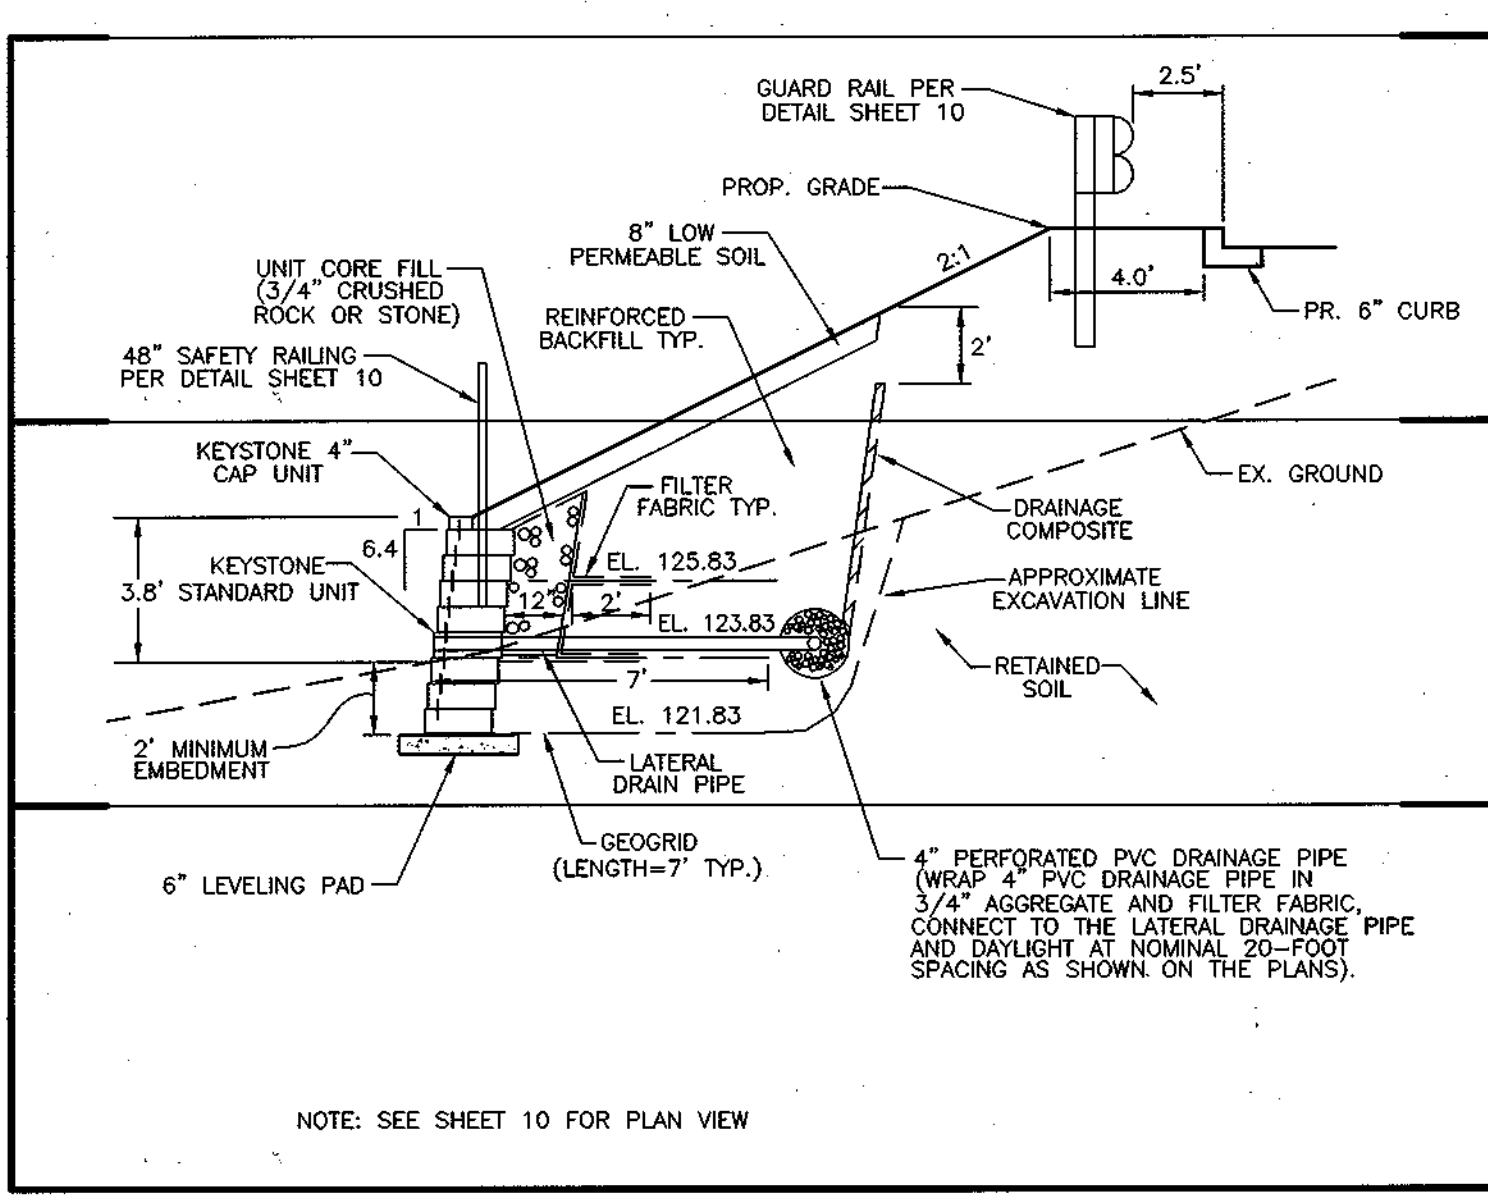 2.5'
GUARD RAIL PER
DETAIL SHEET 10
PROP. GRADE
8" LOW
PERMEABLE SOIL
2:1
4.0'
PR. 6" CURB
UNIT CORE FILL
(3/4" CRUSHED
ROCK OR STONE)
REINFORCED
BACKFILL TYP.
2'
48" SAFETY RAILING
PER DETAIL SHEET 10
KEYSTONE 4"
CAP UNIT
FILTER
FABRIC TYP.
EX. GROUND
DRAINAGE
COMPOSITE
1
6.4
KEYSTONE
STANDARD UNIT
3.8'
EL. 125.83
12"
2'
EL. 123.83
APPROXIMATE
EXCAVATION LINE
7'
RETAINED
SOIL
EL. 121.83
2' MINIMUM
EMBEDMENT
LATERAL
DRAIN PIPE
GEOGRID
(LENGTH=7' TYP.)
6" LEVELING PAD
4" PERFORATED PVC DRAINAGE PIPE
(WRAP 4" PVC DRAINAGE PIPE IN
3/4" AGGREGATE AND FILTER FABRIC,
CONNECT TO THE LATERAL DRAINAGE PIPE
AND DAYLIGHT AT NOMINAL 20-FOOT
SPACING AS SHOWN ON THE PLANS).
NOTE: SEE SHEET 10 FOR PLAN VIEW